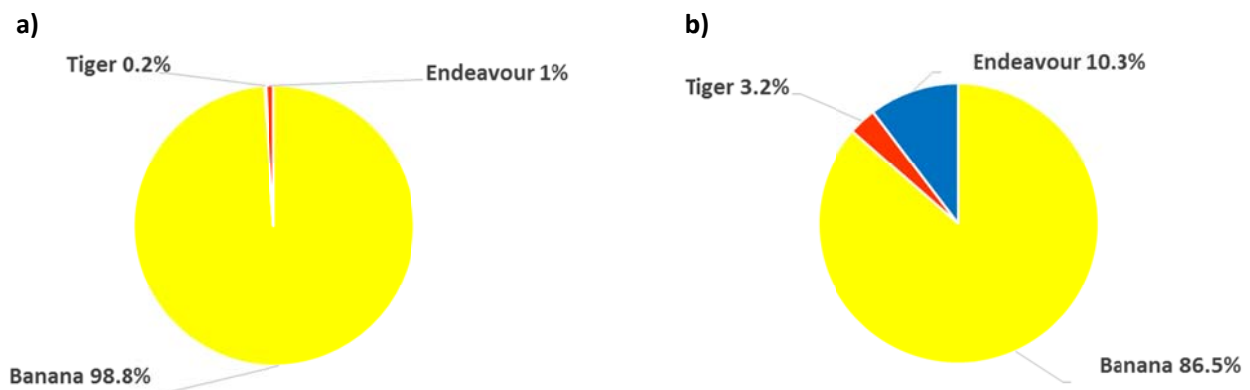 a)
Tiger 0.2%
Endeavour 1%
Banana 98.8%
b)
Endeavour 10.3%
Tiger 3.2%
Banana 86.5%